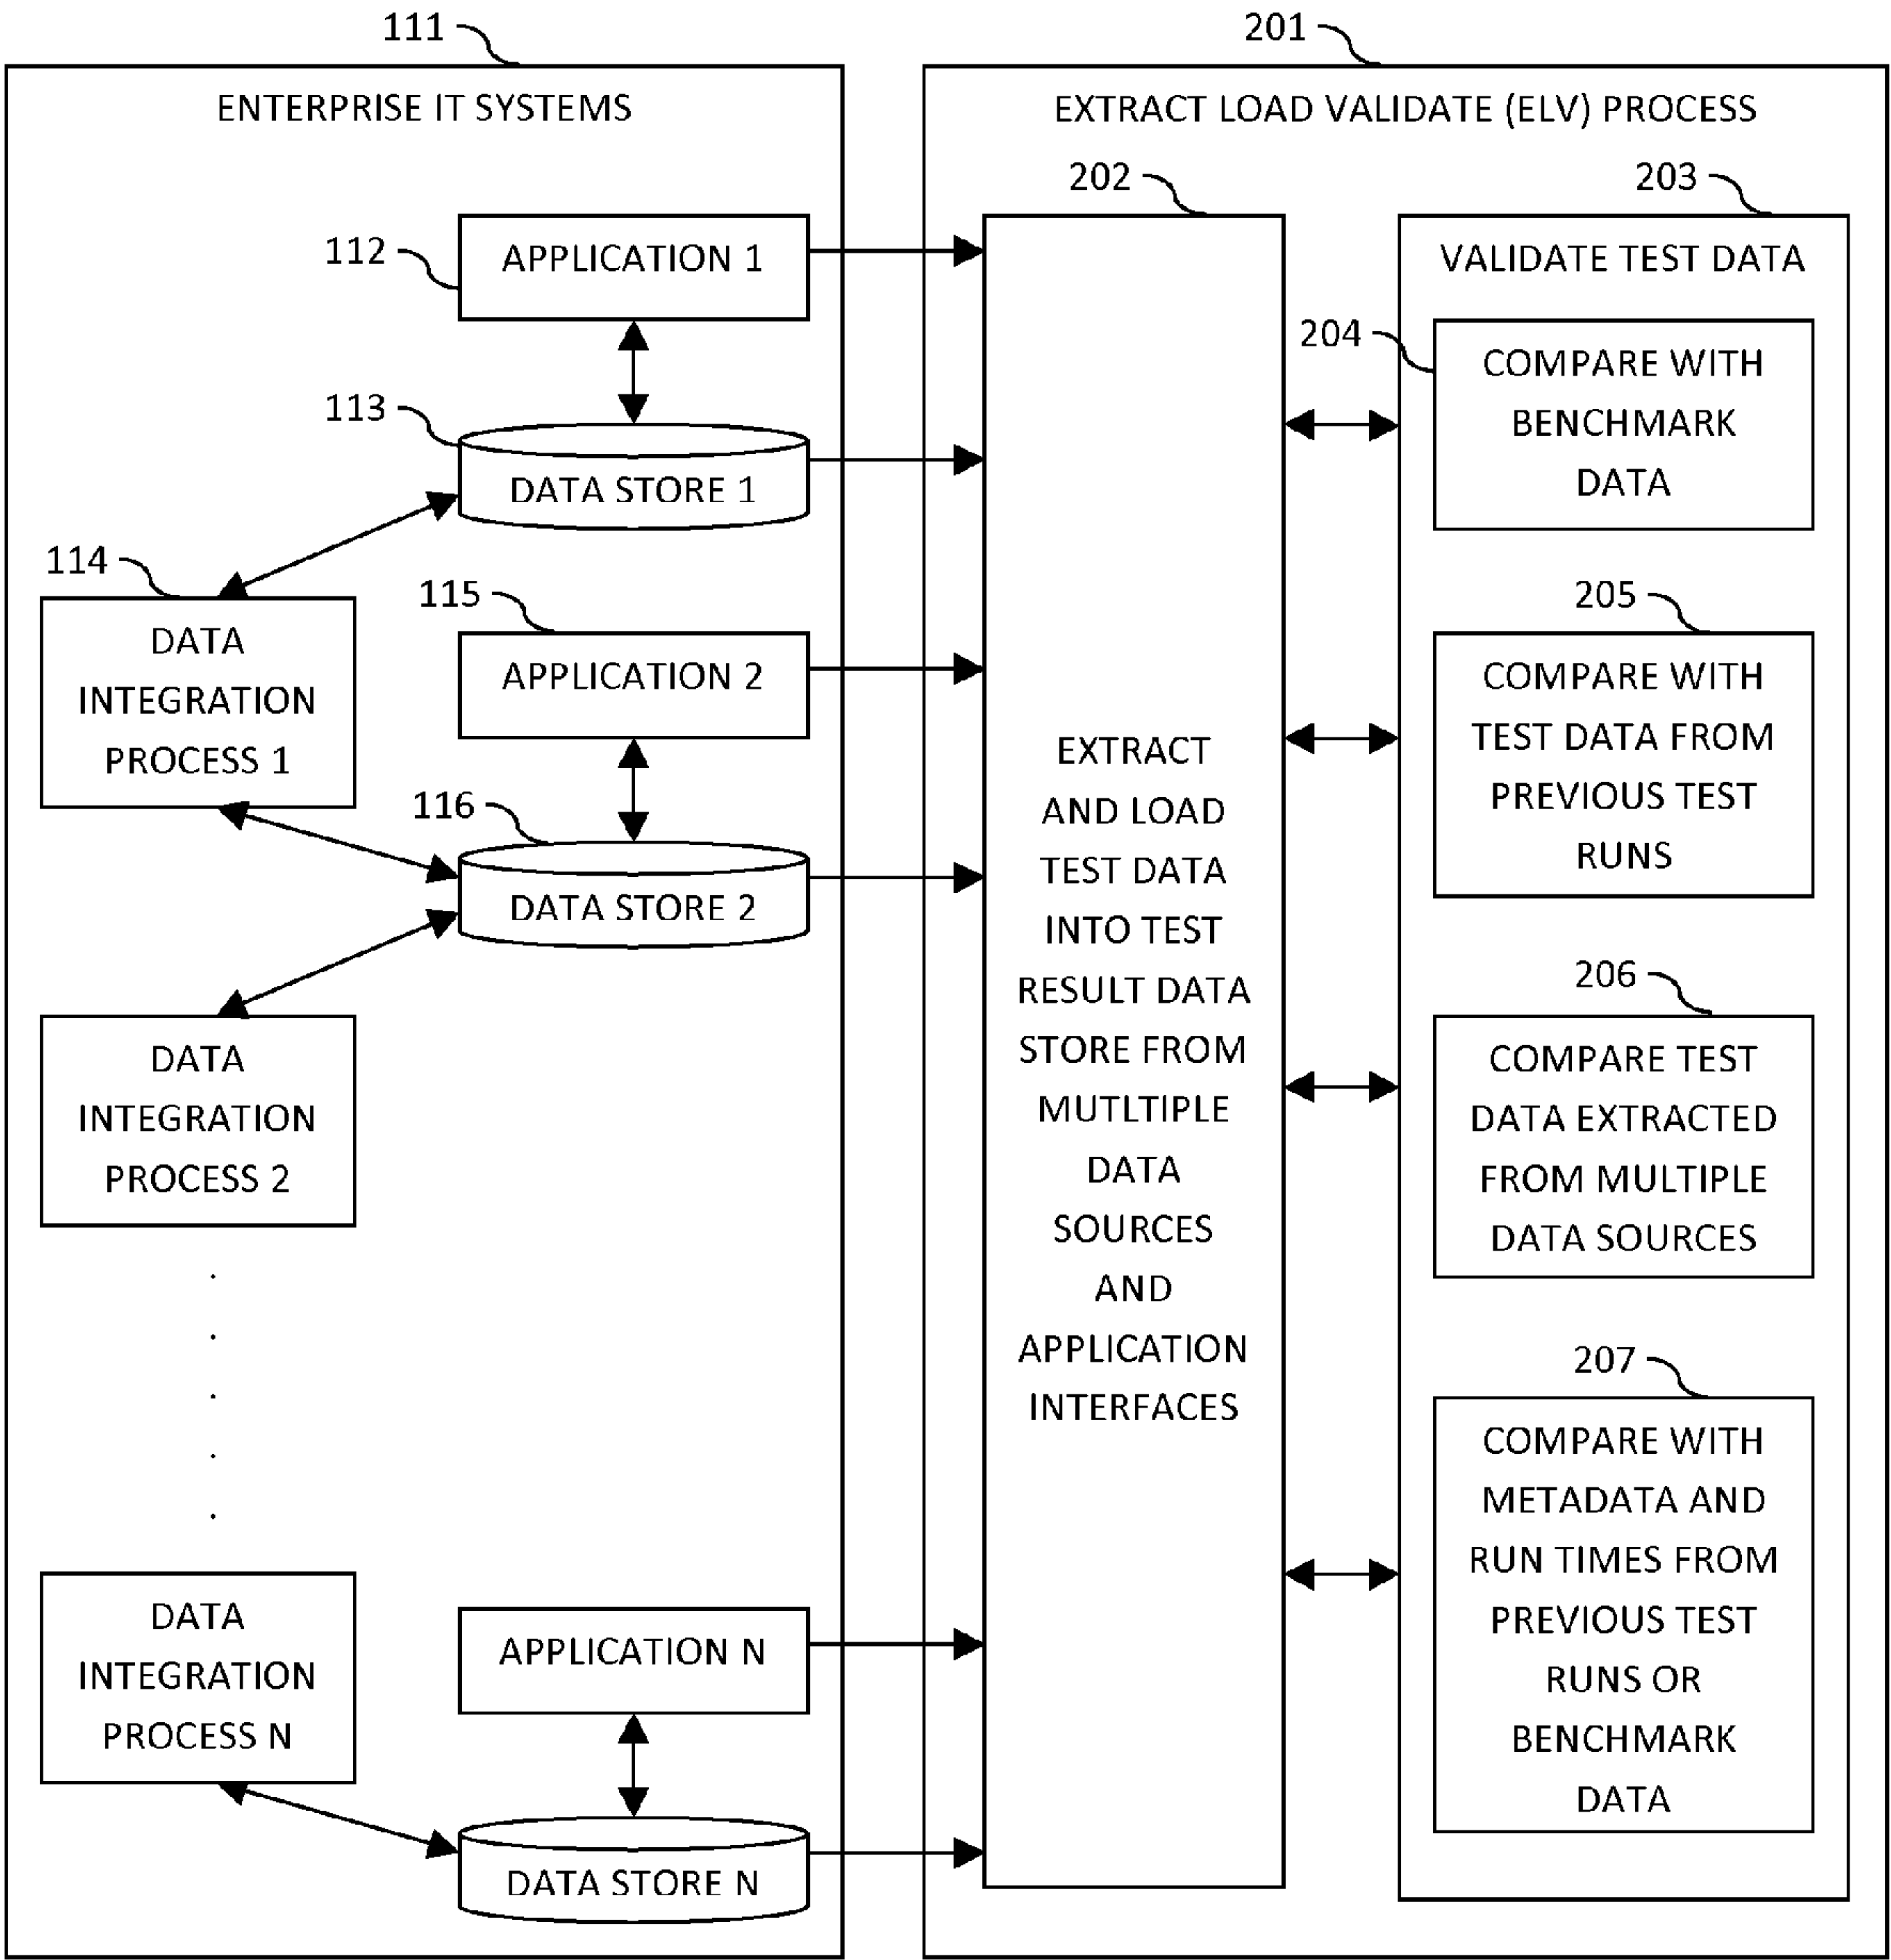 111
ENTERPRISE IT SYSTEMS
112
APPLICATION 1
113
DATA STORE 1
114
DATA
INTEGRATION
PROCESS 1
115
APPLICATION 2
116
DATA STORE 2
DATA
INTEGRATION
PROCESS 2
.
.
.
.
.
DATA
INTEGRATION
PROCESS N
APPLICATION N
DATA STORE N
201
EXTRACT LOAD VALIDATE (ELV) PROCESS
202
EXTRACT
AND LOAD
TEST DATA
INTO TEST
RESULT DATA
STORE FROM
MUTLTIPLE
DATA
SOURCES
AND
APPLICATION
INTERFACES
203
VALIDATE TEST DATA
204
COMPARE WITH
BENCHMARK
DATA
205
COMPARE WITH
TEST DATA FROM
PREVIOUS TEST
RUNS
206
COMPARE TEST
DATA EXTRACTED
FROM MULTIPLE
DATA SOURCES
207
COMPARE WITH
METADATA AND
RUN TIMES FROM
PREVIOUS TEST
RUNS OR
BENCHMARK
DATA